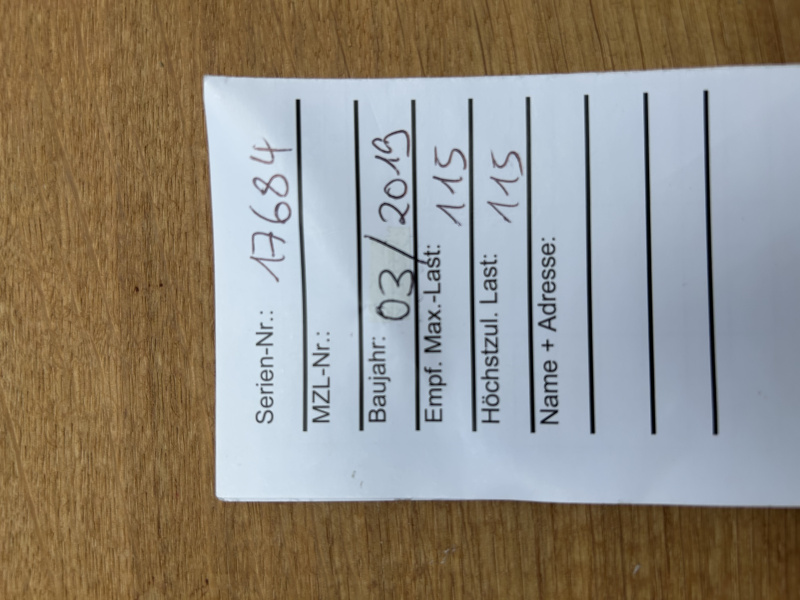 Serien-Nr.: 17684
MZL-Nr.:
Baujahr: 03/2019
Empf. Max.-Last: 115
Höchstzul. Last: 115
Name + Adresse: